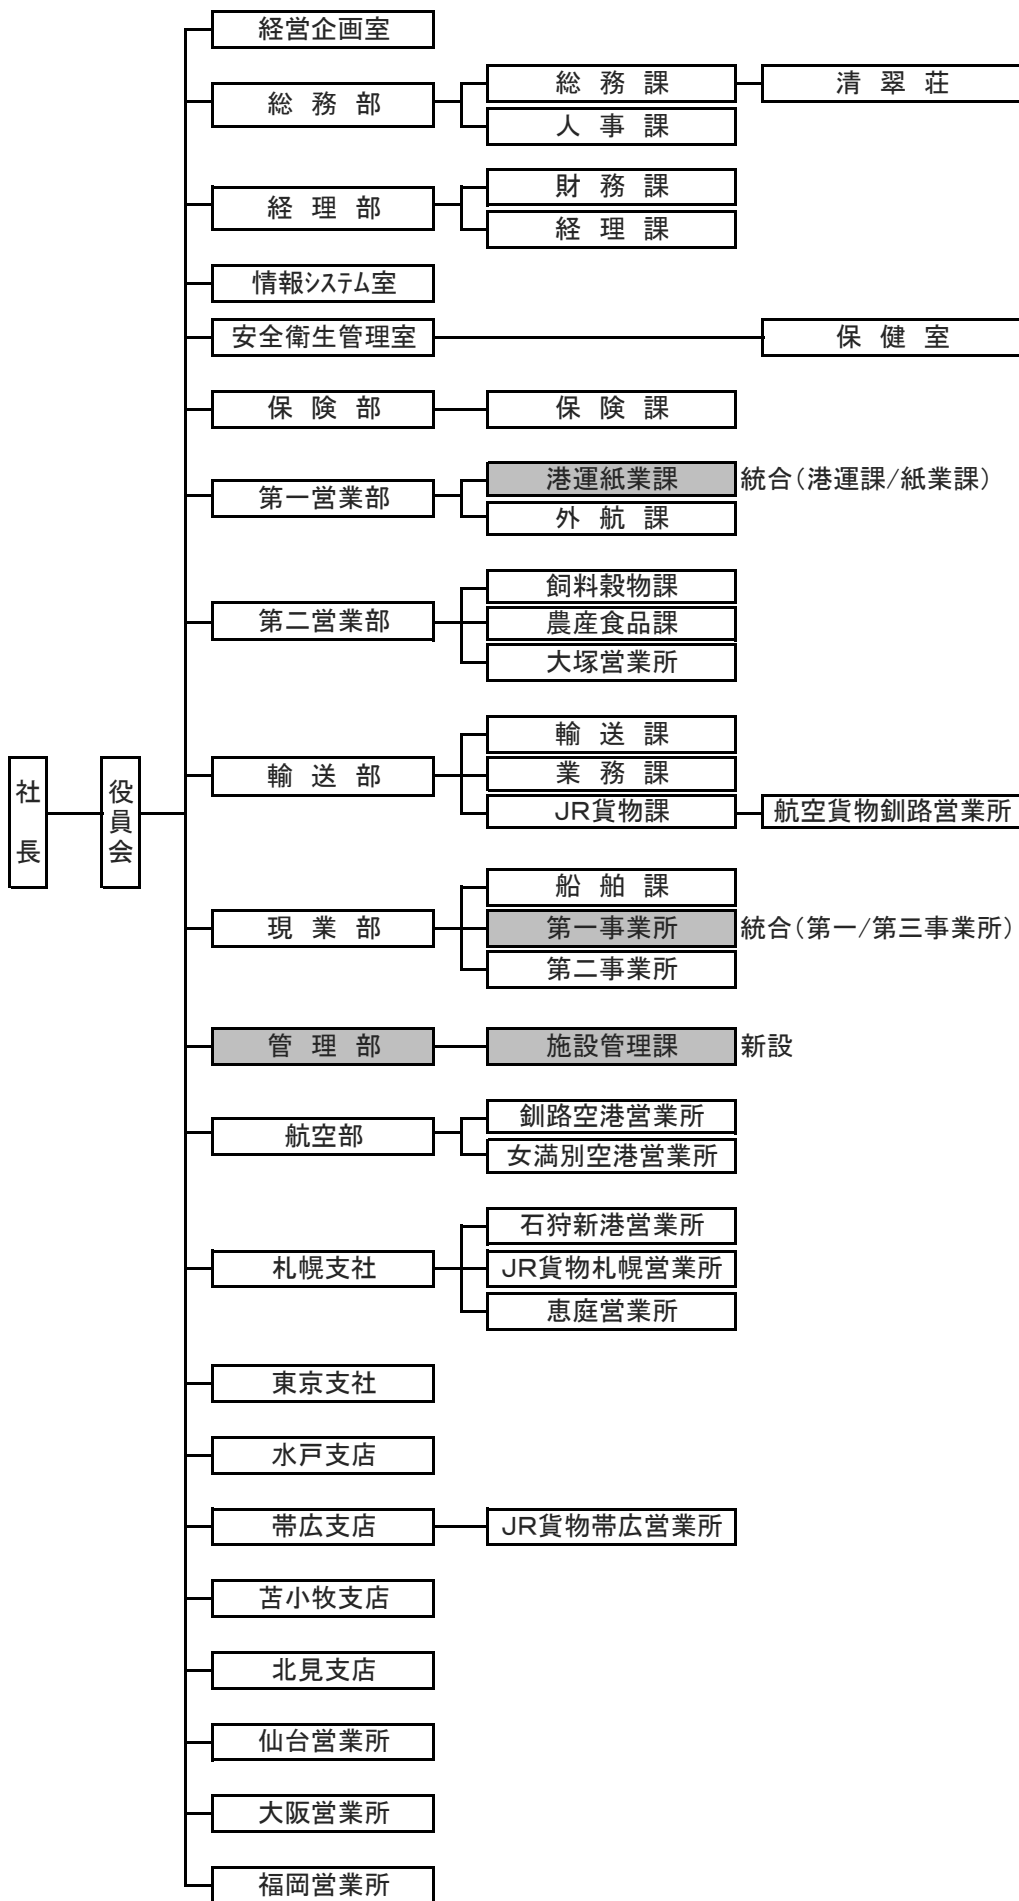 経営企画室
総務部
総務課
清翠荘
人事課
経理部
財務課
経理課
情報ｼｽﾃﾑ室
安全衛生管理室
保健室
保険部
保険課
第一営業部
港運紙業課
統合(港運課/紙業課)
外航課
第二営業部
飼料穀物課
農産食品課
大塚営業所
社長
役員会
輸送部
輸送課
業務課
JR貨物課
航空貨物釧路営業所
現業部
船舶課
第一事業所
統合(第一/第三事業所)
第二事業所
管理部
施設管理課
新設
航空部
釧路空港営業所
女満別空港営業所
札幌支社
石狩新港営業所
JR貨物札幌営業所
恵庭営業所
東京支社
水戸支店
帯広支店
JR貨物帯広営業所
苫小牧支店
北見支店
仙台営業所
大阪営業所
福岡営業所